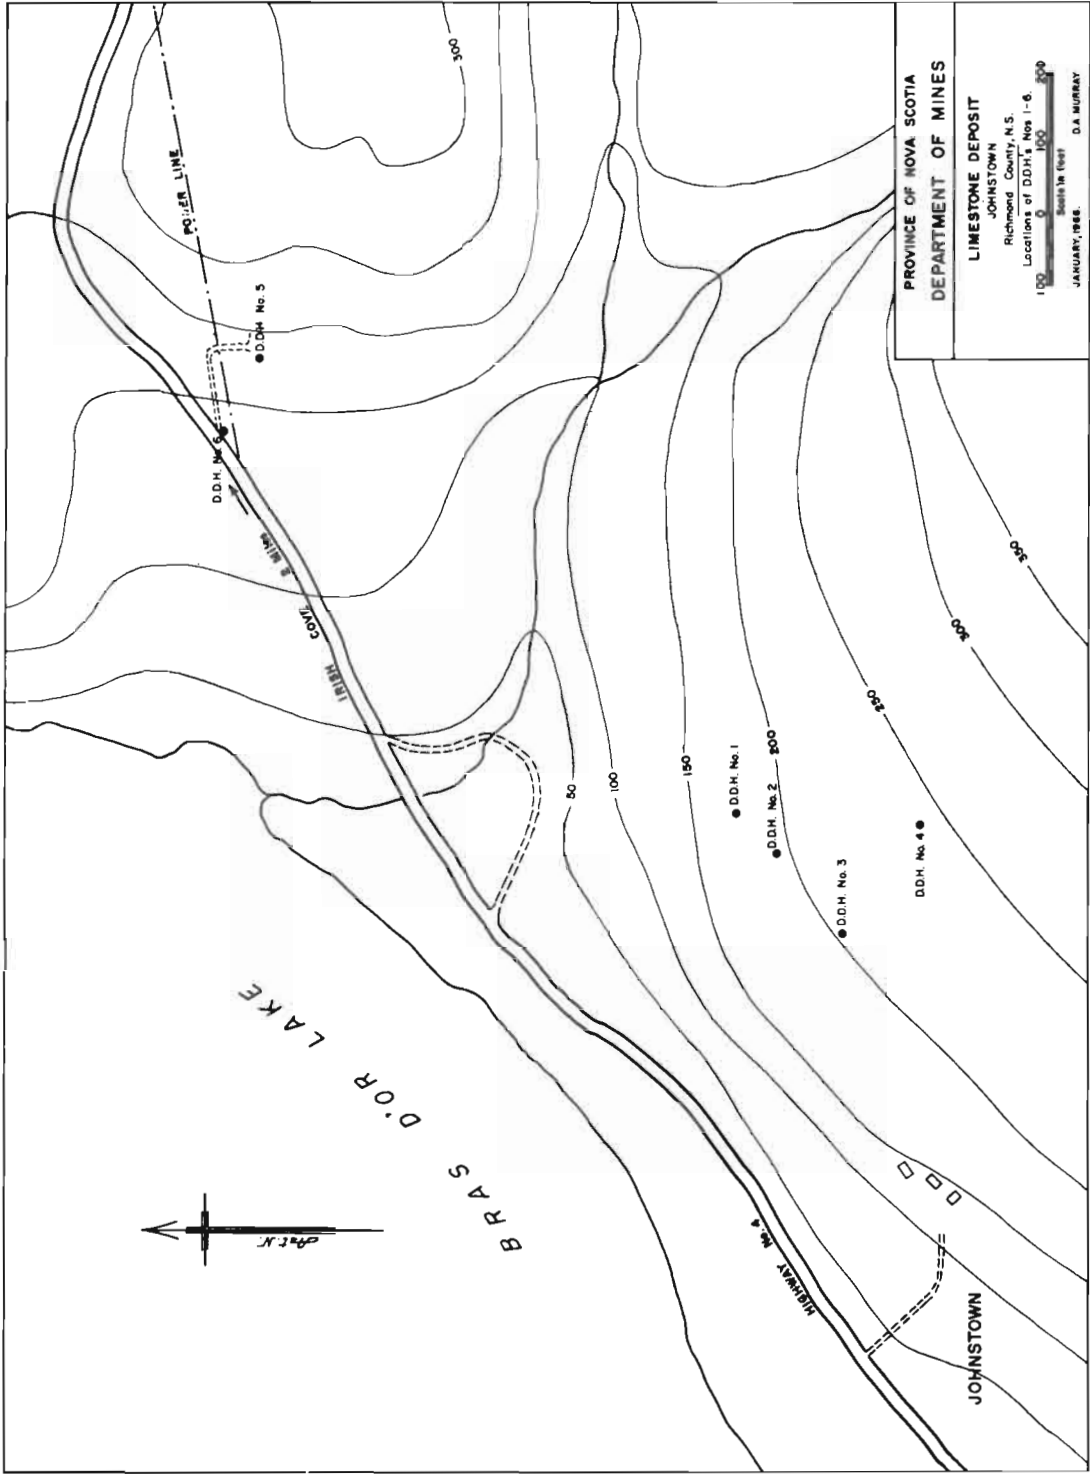 PROVINCE OF NOVA SCOTIA
DEPARTMENT OF MINES
LIMESTONE DEPOSIT
JOHNSTOWN
Richmond County, N.S.
Locations of D.D.H.s Nos 1-6.
100 0 100 200
Scale in feet
JANUARY, 1966. D.A. MURRAY
POWER LINE
300
D.D.H. No. 5
D.D.H. No. 6
IRISH COVE 2 Miles
Ast. N.
BRAS D'OR LAKE
50
100
150
200
250
300
350
D.D.H. No. 1
D.D.H. No. 2
D.D.H. No. 3
D.D.H. No. 4
HIGHWAY No. 4
JOHNSTOWN